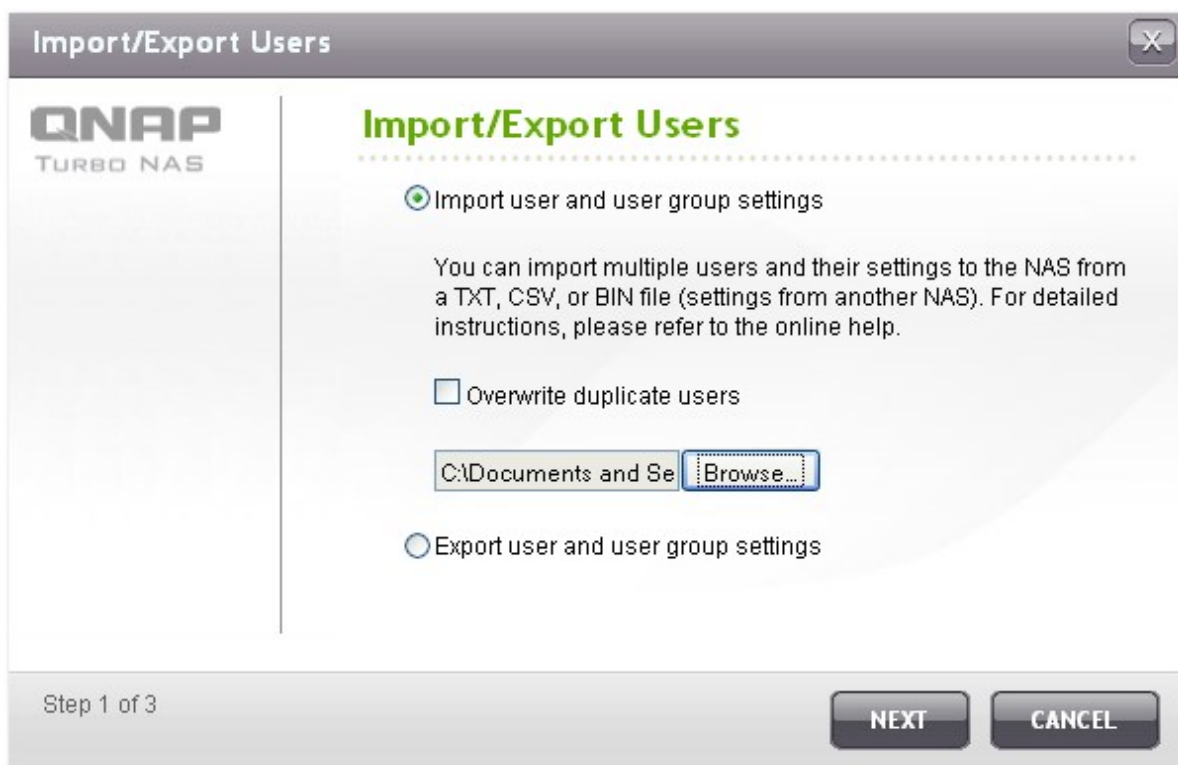 Import/Export Users
X
QNAP
TURBO NAS
Import/Export Users
Import user and user group settings
You can import multiple users and their settings to the NAS from
a TXT, CSV, or BIN file (settings from another NAS). For detailed
instructions, please refer to the online help.
Overwrite duplicate users
C:\Documents and Se
Browse...
Export user and user group settings
Step 1 of 3
NEXT
CANCEL